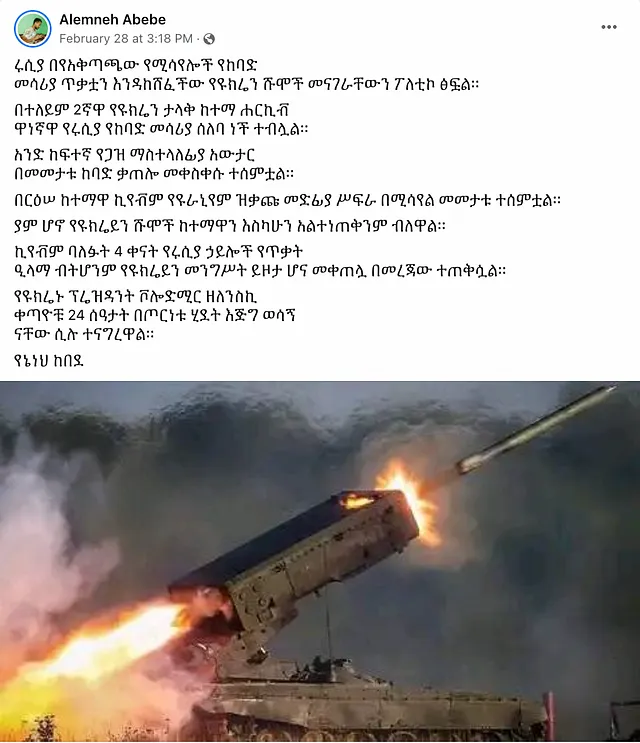 Alemneh Abebe
February 28 at 3:18 PM ·
ሩሲያ በየአቅጣጫው የሚሳየሎች የከባድ
መሳሪያ ጥቃቷን እንዳከሸፈችው የዩክሬን ሹሞች መናገራቸውን ፖለቲኮ ፅፏል።
በተለይም 2ኛዋ የዩክሬን ታላቅ ከተማ ሐርኪቭ
ዋነኛዋ የሩሲያ የከባድ መሳሪያ ሰለባ ነች ተብሏል።
አንድ ከፍተኛ የጋዝ ማስተላለፊያ አውታር
በመመታቱ ከባድ ቃጠሎ መቀስቀሱ ተሰምቷል።
በርዕሠ ከተማዋ ኪየቭም የዩራኒየም ዝቃጩ መድፊያ ሥፍራ በሚሳየል መመታቱ ተሰምቷል።
ያም ሆኖ የዩክሬይን ሹሞች ከተማዋን እስካሁን አልተነጠቅንም ብለዋል።
ኪየቭም ባለፉት 4 ቀናት የሩሲያ ኃይሎች የጥቃት
ዒላማ ብትሆንም የዩክሬይን መንግሥት ይዞታ ሆና መቀጠሏ በመረጃው ተጠቅሷል።
የዩክሬኑ ፕሬዝዳንት ቮሎድሚር ዘለንስኪ
ቀጣዮቹ 24 ሰዓታት በጦርነቱ ሂደት እጅግ ወሳኝ
ናቸው ሲሉ ተናግረዋል።
የኔነህ ከበደ